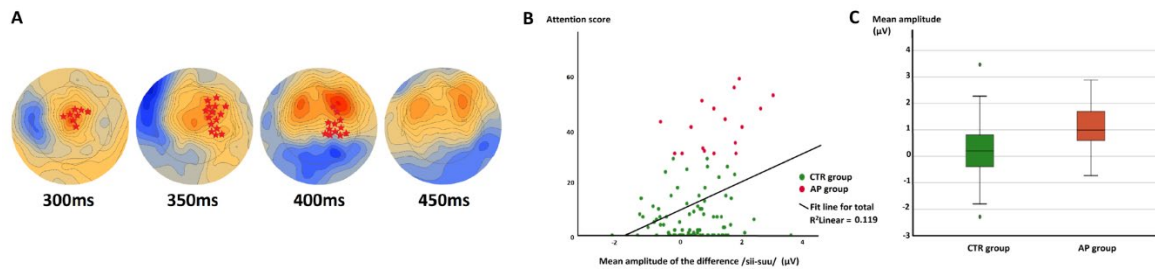 A
300ms
350ms
400ms
450ms
B
Attention score
60
40
20
0
-2
0
2
4
CTR group
AP group
Fit line for total
R²Linear = 0.119
Mean amplitude of the difference /sii-suu/ (µV)
C
Mean amplitude
(µV)
4
3
2
1
0
-1
-2
-3
CTR group
AP group